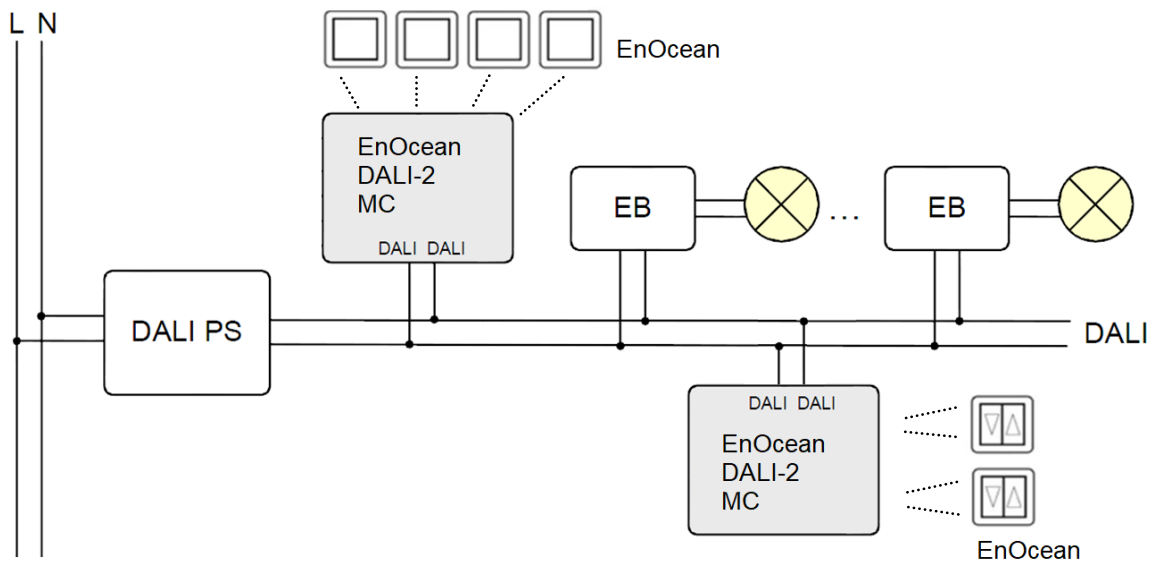 L N
EnOcean
EnOcean
DALI-2
MC
DALI DALI
EB
...
EB
DALI PS
DALI
DALI DALI
EnOcean
DALI-2
MC
EnOcean